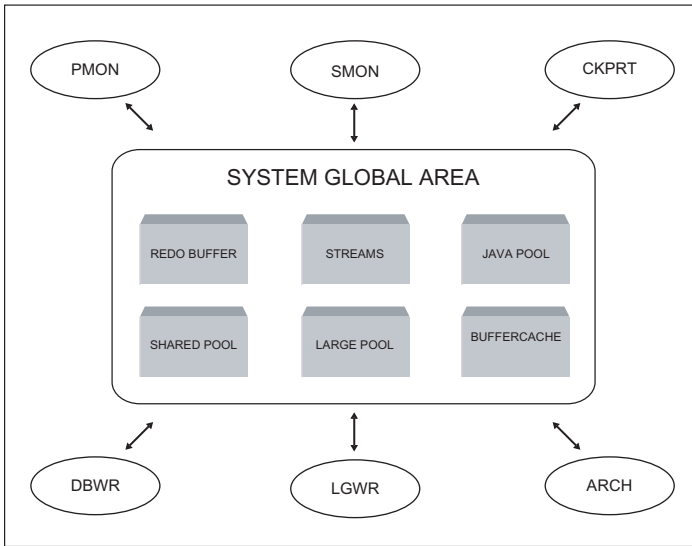 PMON
SMON
CKPRT
SYSTEM GLOBAL AREA
REDO BUFFER
STREAMS
JAVA POOL
SHARED POOL
LARGE POOL
BUFFERCACHE
DBWR
LGWR
ARCH